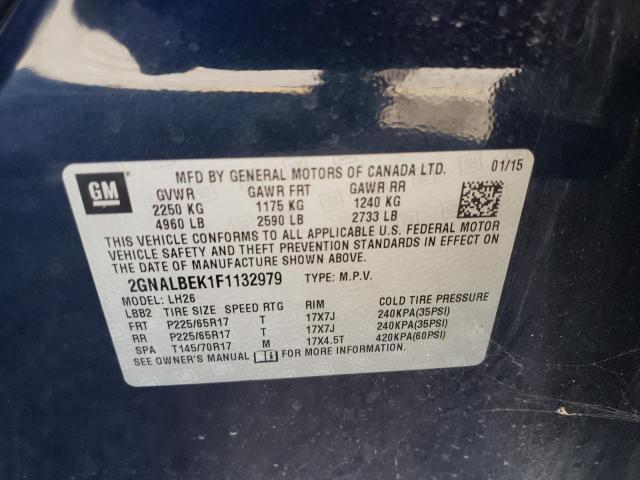 MFD BY GENERAL MOTORS OF CANADA LTD. 01/15
GM
GVWR GAWR FRT GAWR RR
2250 KG 1175 KG 1240 KG
4960 LB 2590 LB 2733 LB
THIS VEHICLE CONFORMS TO ALL APPLICABLE U.S. FEDERAL MOTOR
VEHICLE SAFETY AND THEFT PREVENTION STANDARDS IN EFFECT ON
THE DATE OF MANUFACTURE SHOWN ABOVE.
2GNALBEK1F1132979 TYPE: M.P.V.
MODEL: LH26
LBB2 TIRE SIZE SPEED RTG RIM COLD TIRE PRESSURE
FRT P225/65R17 T 17X7J 240KPA(35PSI)
RR P225/65R17 T 17X7J 240KPA(35PSI)
SPA T145/70R17 M 17X4.5T 420KPA(60PSI)
SEE OWNER'S MANUAL FOR MORE INFORMATION.